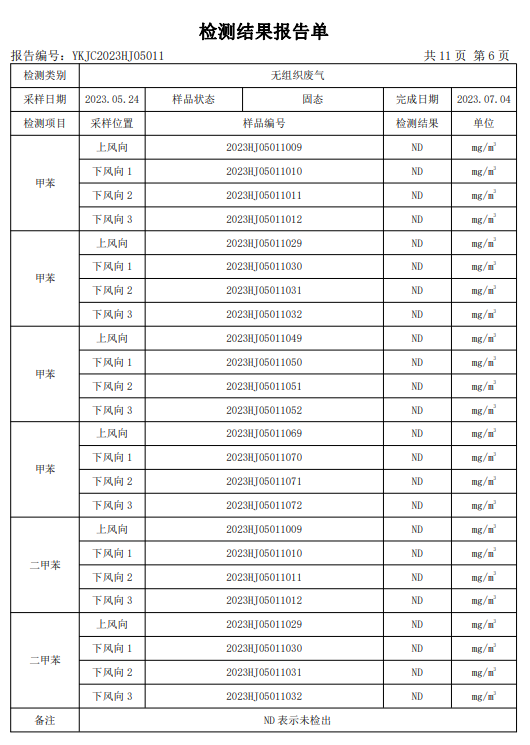 检测结果报告单
报告编号：YKJC2023HJ05011 共 11 页 第 6 页
检测类别 无组织废气
采样日期 2023.05.24 样品状态 固态 完成日期 2023.07.04
检测项目 采样位置 样品编号 检测结果 单位
甲苯 上风向 2023HJ05011009 ND mg/m³
下风向 1 2023HJ05011010 ND mg/m³
下风向 2 2023HJ05011011 ND mg/m³
下风向 3 2023HJ05011012 ND mg/m³
甲苯 上风向 2023HJ05011029 ND mg/m³
下风向 1 2023HJ05011030 ND mg/m³
下风向 2 2023HJ05011031 ND mg/m³
下风向 3 2023HJ05011032 ND mg/m³
甲苯 上风向 2023HJ05011049 ND mg/m³
下风向 1 2023HJ05011050 ND mg/m³
下风向 2 2023HJ05011051 ND mg/m³
下风向 3 2023HJ05011052 ND mg/m³
甲苯 上风向 2023HJ05011069 ND mg/m³
下风向 1 2023HJ05011070 ND mg/m³
下风向 2 2023HJ05011071 ND mg/m³
下风向 3 2023HJ05011072 ND mg/m³
二甲苯 上风向 2023HJ05011009 ND mg/m³
下风向 1 2023HJ05011010 ND mg/m³
下风向 2 2023HJ05011011 ND mg/m³
下风向 3 2023HJ05011012 ND mg/m³
二甲苯 上风向 2023HJ05011029 ND mg/m³
下风向 1 2023HJ05011030 ND mg/m³
下风向 2 2023HJ05011031 ND mg/m³
下风向 3 2023HJ05011032 ND mg/m³
备注 ND 表示未检出